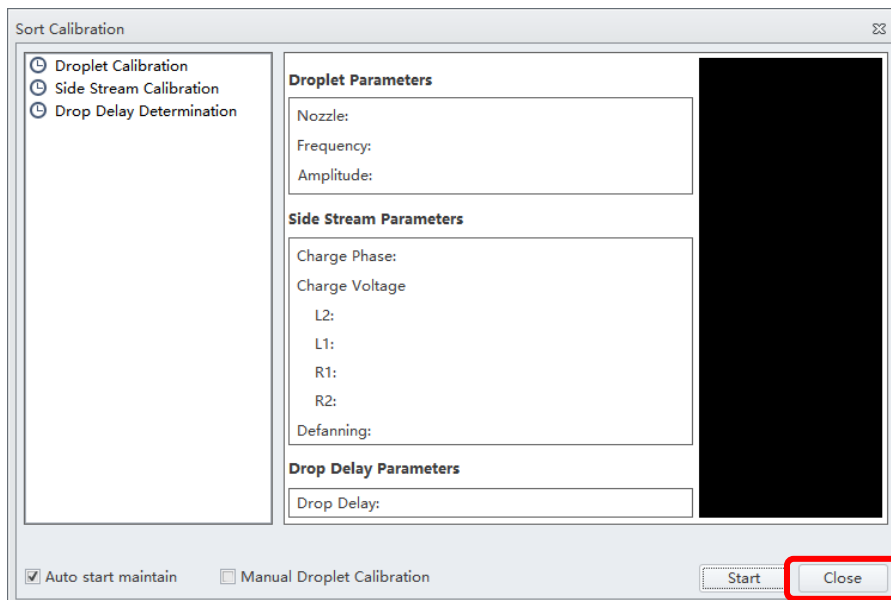 Sort Calibration
Droplet Calibration
Side Stream Calibration
Drop Delay Determination
Droplet Parameters
Nozzle:
Frequency:
Amplitude:
Side Stream Parameters
Charge Phase:
Charge Voltage
L2:
L1:
R1:
R2:
Defanning:
Drop Delay Parameters
Drop Delay:
Auto start maintain
Manual Droplet Calibration
Start
Close